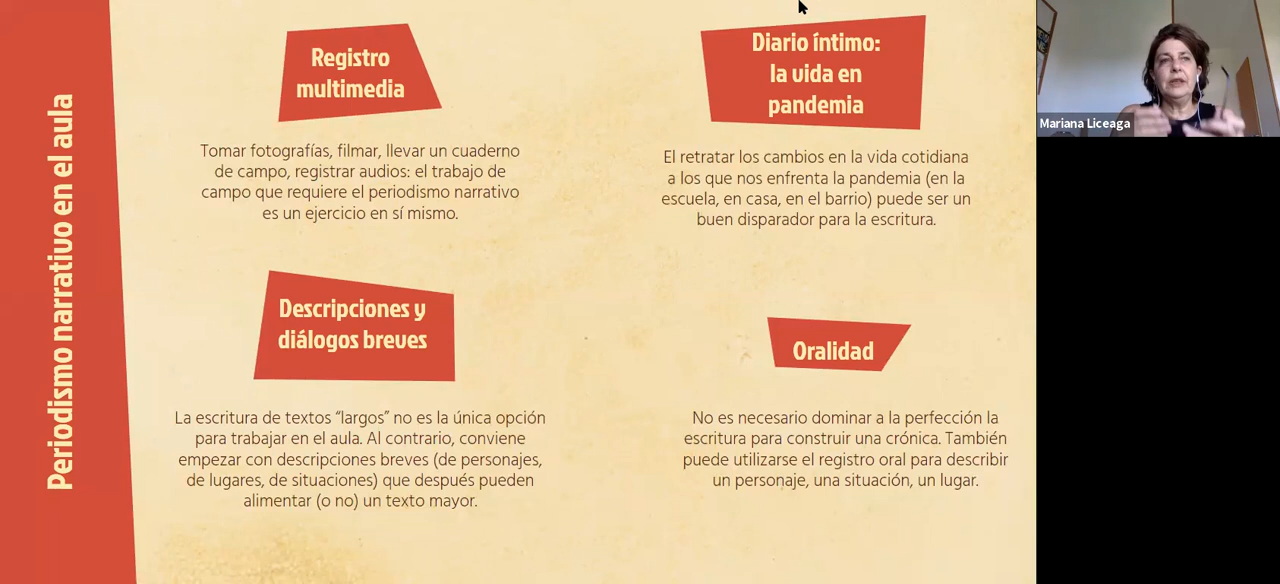 Periodismo narrativo en el aula
Registro
multimedia
Tomar fotografías, filmar, llevar un cuaderno
de campo, registrar audios: el trabajo de
campo que requiere el periodismo narrativo
es un ejercicio en sí mismo.
Diario íntimo:
la vida en
pandemia
El retratar los cambios en la vida cotidiana
a los que nos enfrenta la pandemia (en la
escuela, en casa, en el barrio) puede ser un
buen disparador para la escritura.
Descripciones y
diálogos breves
La escritura de textos “largos” no es la única opción
para trabajar en el aula. Al contrario, conviene
empezar con descripciones breves (de personajes,
de lugares, de situaciones) que después pueden
alimentar (o no) un texto mayor.
Oralidad
No es necesario dominar a la perfección la
escritura para construir una crónica. También
puede utilizarse el registro oral para describir
un personaje, una situación, un lugar.
Mariana Liceaga